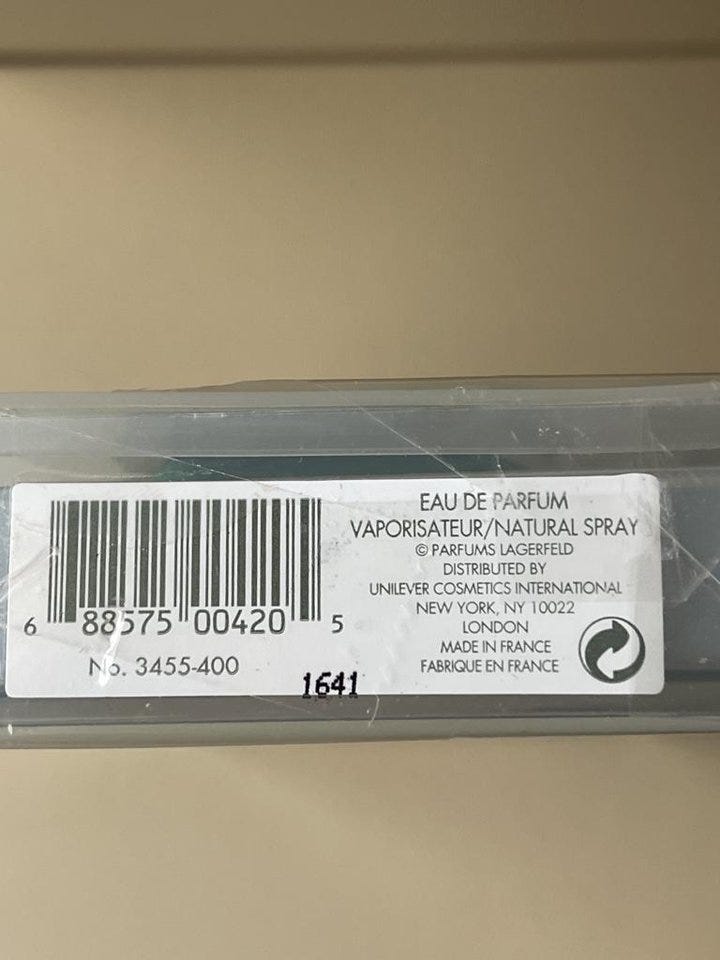 6 88575 00420 5
No. 3455-400
1641
EAU DE PARFUM
VAPORISATEUR/NATURAL SPRAY
© PARFUMS LAGERFELD
DISTRIBUTED BY
UNILEVER COSMETICS INTERNATIONAL
NEW YORK, NY 10022
LONDON
MADE IN FRANCE
FABRIQUE EN FRANCE